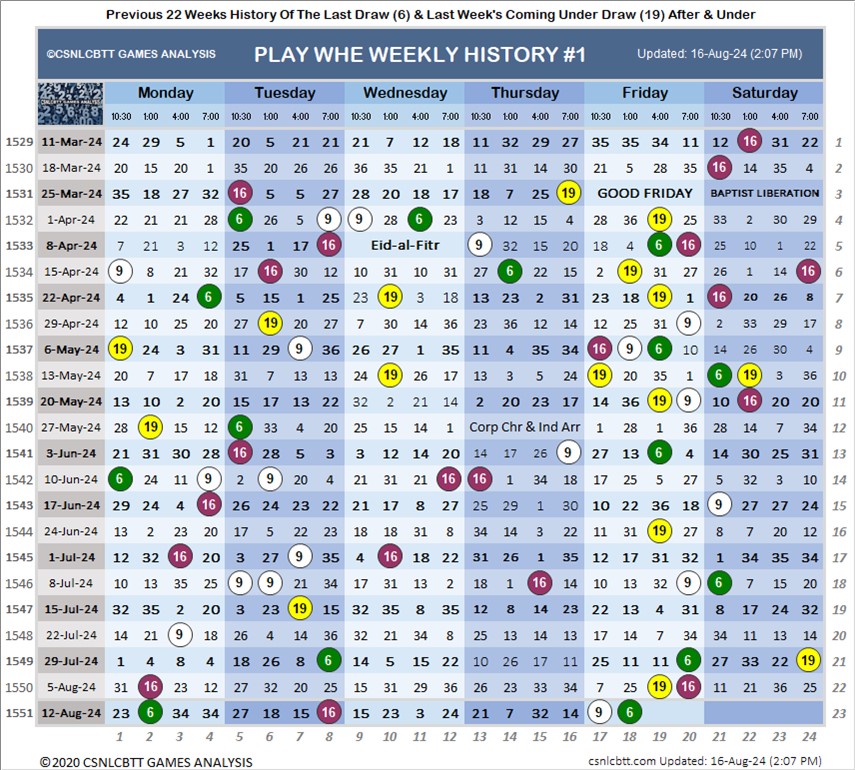 Previous 22 Weeks History Of The Last Draw (6) & Last Week's Coming Under Draw (19) After & Under
©CSNLCBTT GAMES ANALYSIS PLAY WHE WEEKLY HISTORY #1 Updated: 16-Aug-24 (2:07 PM)
CSNLCBTT GAMES ANALYSIS Monday Tuesday Wednesday Thursday Friday Saturday
10:30 1:00 4:00 7:00 10:30 1:00 4:00 7:00 10:30 1:00 4:00 7:00 10:30 1:00 4:00 7:00 10:30 1:00 4:00 7:00 10:30 1:00 4:00 7:00
1529 11-Mar-24 24 29 5 1 20 5 21 21 21 7 12 18 11 32 29 27 35 35 34 11 12 16 31 22 1
1530 18-Mar-24 20 15 20 1 35 20 26 26 36 35 21 1 11 31 14 30 21 5 28 35 16 14 35 4 2
1531 25-Mar-24 35 18 27 32 16 5 5 27 28 20 18 17 18 7 25 19 GOOD FRIDAY BAPTIST LIBERATION 3
1532 1-Apr-24 22 21 21 28 6 26 5 9 9 28 6 23 3 12 15 4 28 36 19 25 33 2 30 29 4
1533 8-Apr-24 7 21 3 12 25 1 17 16 Eid-al-Fitr 9 32 15 20 18 4 6 16 25 10 1 22 5
1534 15-Apr-24 9 8 21 32 17 16 30 12 10 31 10 31 27 6 22 15 2 19 31 27 26 1 14 16 6
1535 22-Apr-24 4 1 24 6 5 15 1 25 10 19 3 18 13 23 2 31 23 18 19 1 16 20 26 8 7
1536 29-Apr-24 12 10 25 20 27 19 20 27 7 30 14 36 23 36 12 14 12 25 31 9 2 33 29 17 8
1537 6-May-24 19 24 31 11 29 9 36 26 27 1 35 11 4 35 34 16 9 6 10 14 26 30 4 9
1538 13-May-24 20 7 17 18 31 7 13 13 10 19 26 17 13 3 5 24 19 20 35 1 6 19 3 36 10
1539 20-May-24 13 10 2 20 15 17 13 22 32 2 21 14 20 23 17 14 36 19 9 10 16 20 20 11
1540 27-May-24 28 19 15 12 6 33 4 20 25 15 14 1 Corp Chr & Ind Arr 1 28 1 36 28 14 7 34 12
1541 3-Jun-24 21 31 30 28 16 28 5 3 3 12 14 20 14 17 26 9 27 13 6 4 14 30 25 31 13
1542 10-Jun-24 6 24 11 9 2 9 20 4 21 31 21 16 16 1 34 18 17 25 5 27 5 32 3 10 14
1543 17-Jun-24 29 24 4 16 26 24 23 22 21 17 8 27 25 29 1 30 10 22 36 18 9 27 27 24 15
1544 24-Jun-24 13 2 23 20 17 5 22 23 18 18 31 8 34 14 3 22 4 31 19 31 8 7 20 12 16
1545 1-Jul-24 12 32 16 20 3 27 9 35 4 16 18 22 31 26 1 35 12 17 31 32 1 34 35 34 17
1546 8-Jul-24 10 13 35 25 9 9 21 34 17 31 13 2 18 1 16 14 10 13 32 9 6 7 15 20 18
1547 15-Jul-24 32 35 2 20 3 23 19 15 32 35 8 35 12 8 14 23 22 13 4 31 8 17 24 32 19
1548 22-Jul-24 14 21 9 18 26 4 14 36 32 21 34 8 25 13 14 13 17 14 7 34 34 11 13 14 20
1549 29-Jul-24 1 4 8 4 18 26 8 6 14 5 15 22 10 26 17 11 25 11 11 6 27 33 22 19 21
1550 5-Aug-24 31 16 23 12 27 32 20 25 15 31 29 36 26 23 33 34 7 25 19 16 11 21 36 25 22
1551 12-Aug-24 23 6 34 34 27 18 15 16 15 23 3 24 21 7 32 14 9 6 23
1 2 3 4 5 6 7 8 9 10 11 12 13 14 15 16 17 18 19 20 21 22 23 24
©2020 CSNLCBTT GAMES ANALYSIS csnlcbtt.com Updated: 16-Aug-24 (2:07 PM)